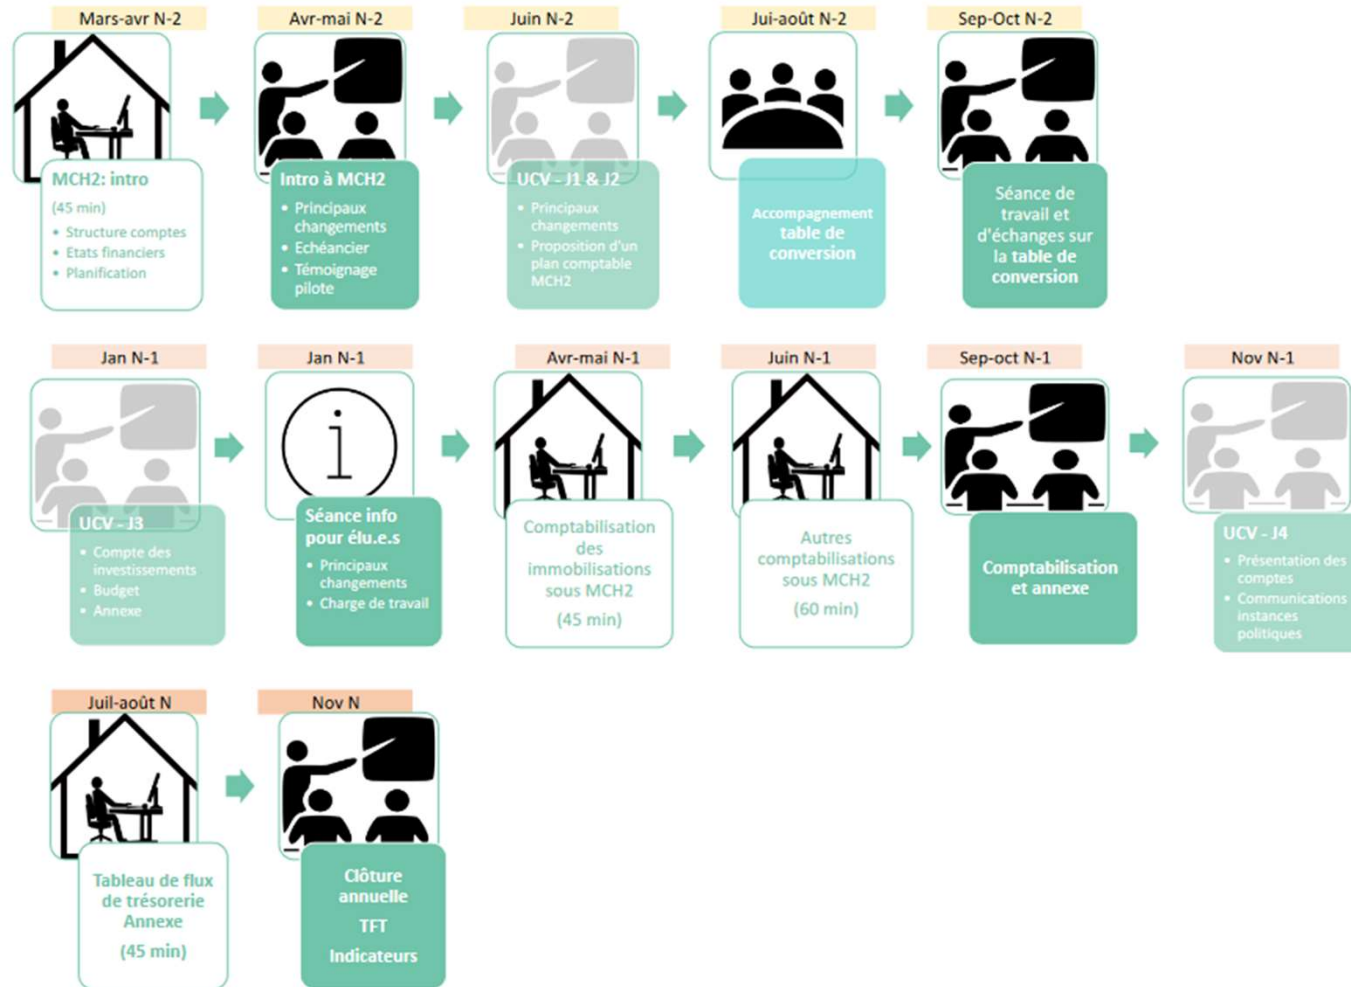 Mars-avr N-2
Avr-mai N-2
Juin N-2
Jui-août N-2
Sep-Oct N-2
MCH2: intro
(45 min)
• Structure comptes
• Etats financiers
• Planification
Intro à MCH2
• Principaux
changements
• Echéancier
• Témoignage
pilote
UCV - J1 & J2
• Principaux
changements
• Proposition d'un
plan comptable
MCH2
Accompagnement
table de
conversion
Séance de
travail et
d'échanges sur
la table de
conversion
Jan N-1
Jan N-1
Avr-mai N-1
Juin N-1
Sep-oct N-1
Nov N-1
UCV - J3
• Compte des
investissements
• Budget
• Annexe
i
Séance info
pour élu.e.s
• Principaux
changements
• Charge de travail
Comptabilisation
des
immobilisations
sous MCH2
(45 min)
Autres
comptabilisations
sous MCH2
(60 min)
Comptabilisation
et annexe
UCV - J4
• Présentation des
comptes
• Communications
instances
politiques
Juil-août N
Nov N
Tableau de flux
de trésorerie
Annexe
(45 min)
Clôture
annuelle
TFT
Indicateurs